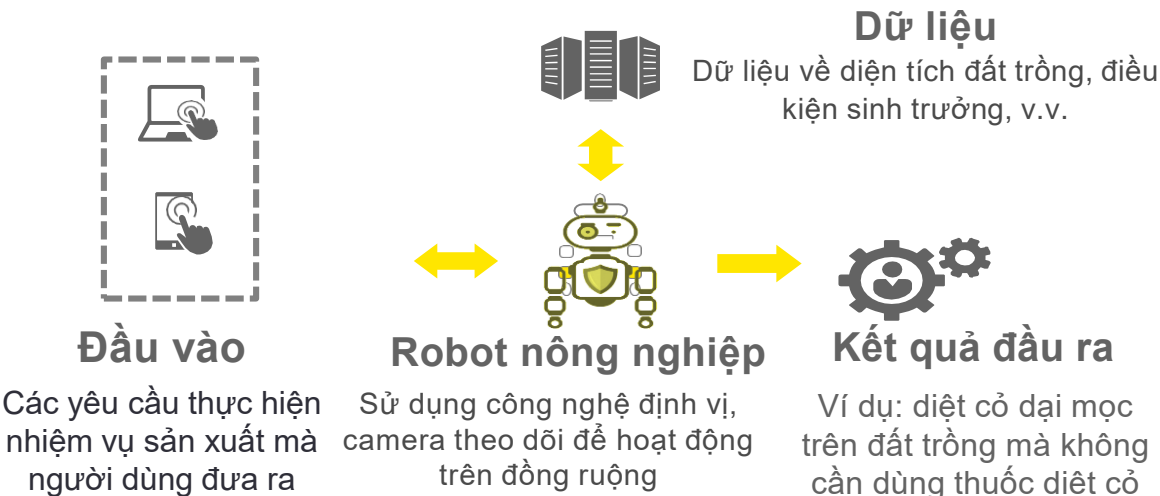 Dữ liệu
Dữ liệu về diện tích đất trồng, điều
kiện sinh trưởng, v.v.
Đầu vào
Các yêu cầu thực hiện
nhiệm vụ sản xuất mà
người dùng đưa ra
Robot nông nghiệp
Sử dụng công nghệ định vị,
camera theo dõi để hoạt động
trên đồng ruộng
Kết quả đầu ra
Ví dụ: diệt cỏ dại mọc
trên đất trồng mà không
cần dùng thuốc diệt cỏ